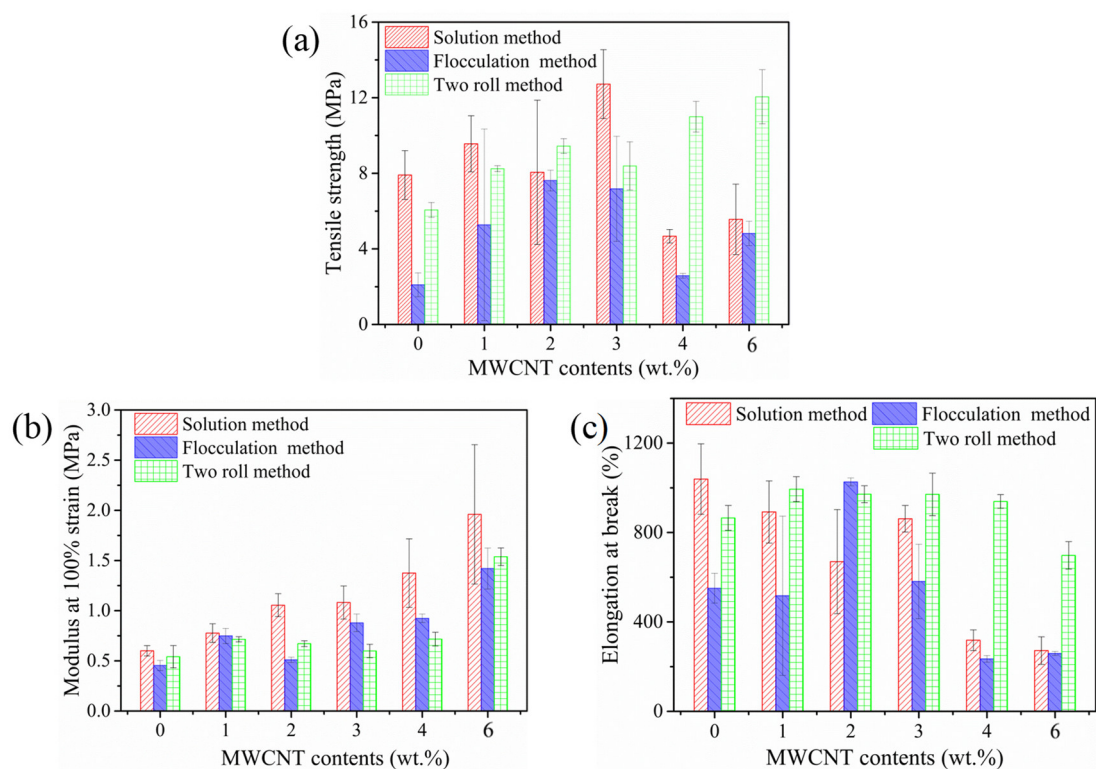 (a)
Tensile strength (MPa)
16
12
8
4
0
Solution method
Flocculation method
Two roll method
0 1 2 3 4 6
MWCNT contents (wt.%)
(b)
Modulus at 100% strain (MPa)
3.0
2.5
2.0
1.5
1.0
0.5
0.0
Solution method
Flocculation method
Two roll method
0 1 2 3 4 6
MWCNT contents (wt.%)
(c)
Elongation at break (%)
1200
800
400
0
Solution method Flocculation method
Two roll method
0 1 2 3 4 6
MWCNT contents (wt.%)